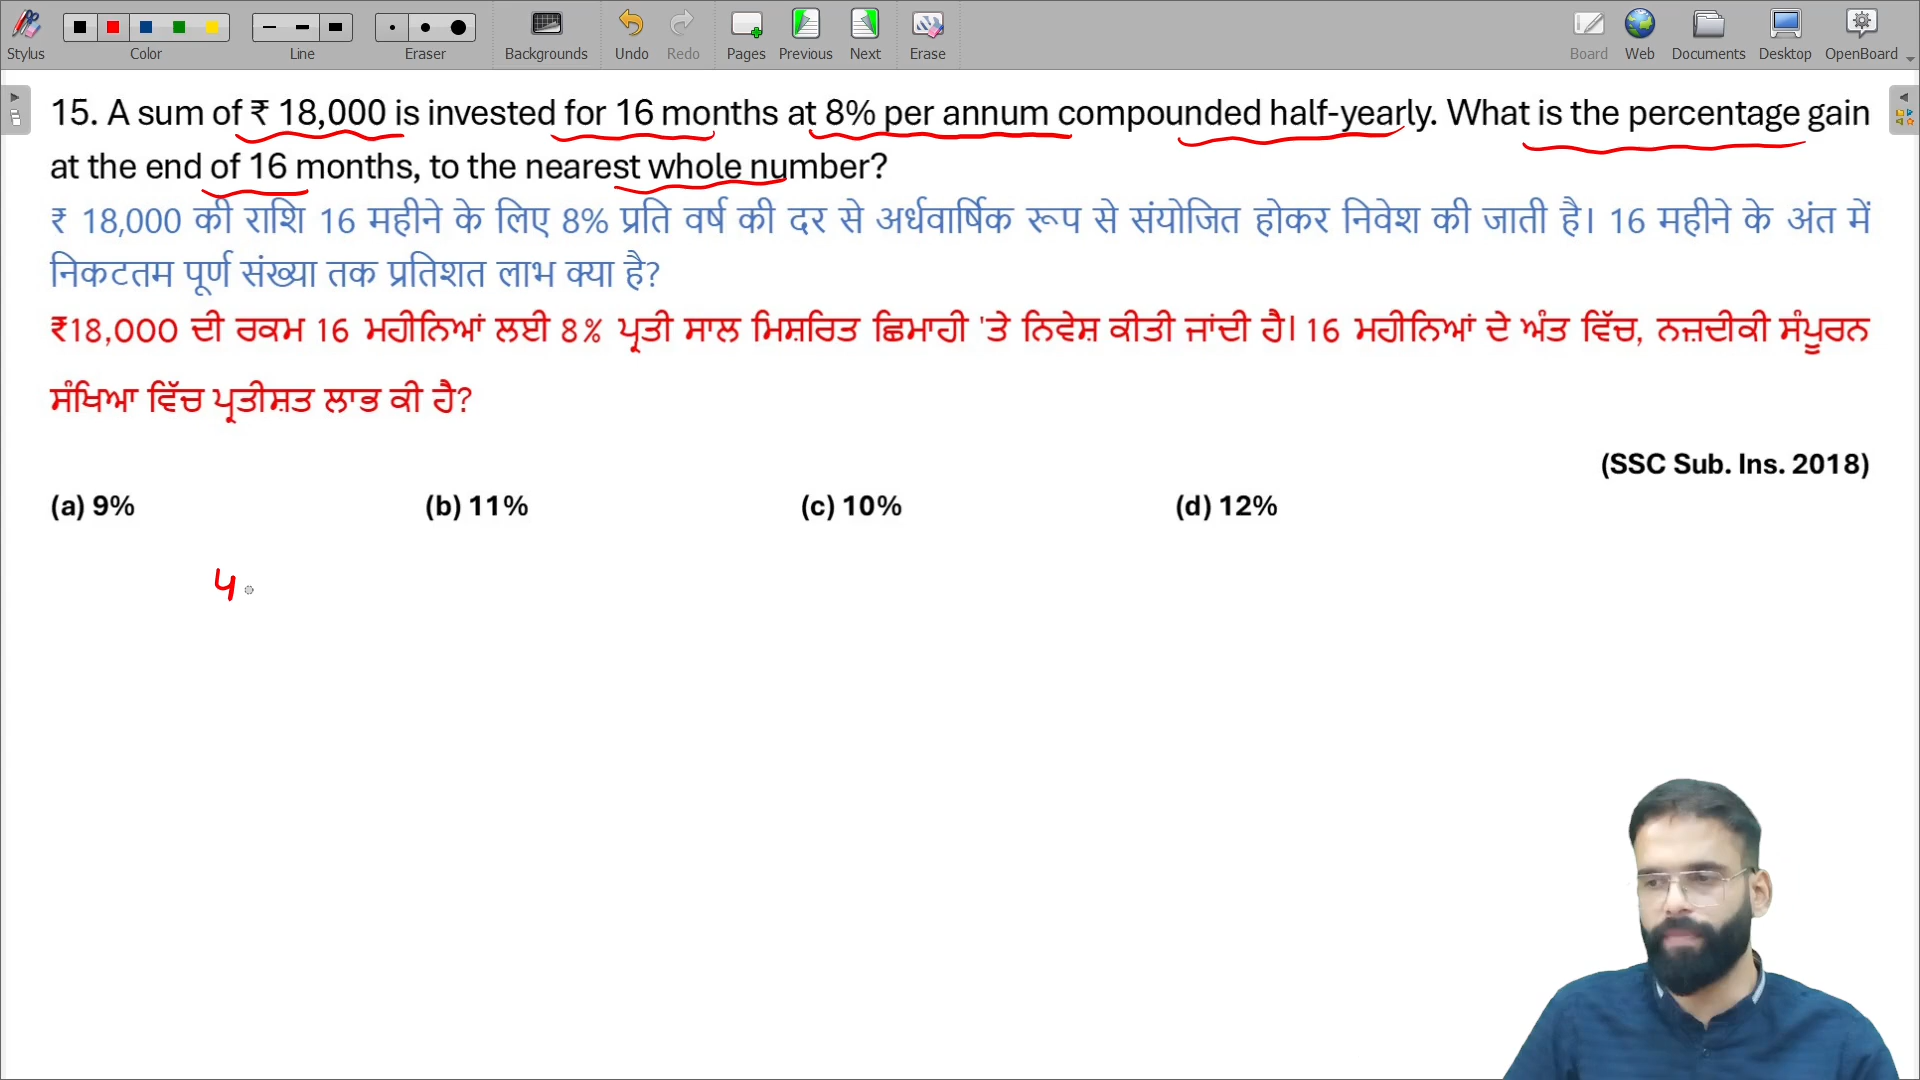 Stylus
Color
Line
Eraser
Backgrounds
Undo
Redo
Pages
Previous
Next
Erase
Board
Web
Documents
Desktop
OpenBoard
15. A sum of ₹ 18,000 is invested for 16 months at 8% per annum compounded half-yearly. What is the percentage gain
at the end of 16 months, to the nearest whole number?
₹ 18,000 की राशि 16 महीने के लिए 8% प्रति वर्ष की दर से अर्धवार्षिक रूप से संयोजित होकर निवेश की जाती है। 16 महीने के अंत में
निकटतम पूर्ण संख्या तक प्रतिशत लाभ क्या है?
₹18,000 ਦੀ ਰਕਮ 16 ਮਹੀਨਿਆਂ ਲਈ 8% ਪ੍ਰਤੀ ਸਾਲ ਮਿਸ਼ਰਿਤ ਛਿਮਾਹੀ 'ਤੇ ਨਿਵੇਸ਼ ਕੀਤੀ ਜਾਂਦੀ ਹੈ। 16 ਮਹੀਨਿਆਂ ਦੇ ਅੰਤ ਵਿੱਚ, ਨਜ਼ਦੀਕੀ ਸੰਪੂਰਨ
ਸੰਖਿਆ ਵਿੱਚ ਪ੍ਰਤੀਸ਼ਤ ਲਾਭ ਕੀ ਹੈ?
(SSC Sub. Ins. 2018)
(a) 9% (b) 11% (c) 10% (d) 12%
4